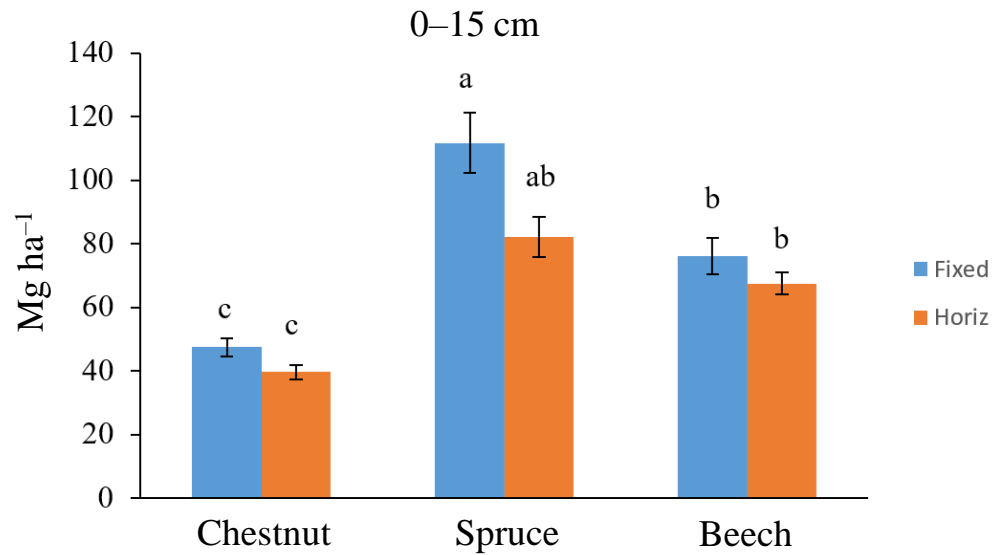 0–15 cm
Mg ha⁻¹
140
120
100
80
60
40
20
0
c
c
a
ab
b
b
Chestnut
Spruce
Beech
Fixed
Horiz